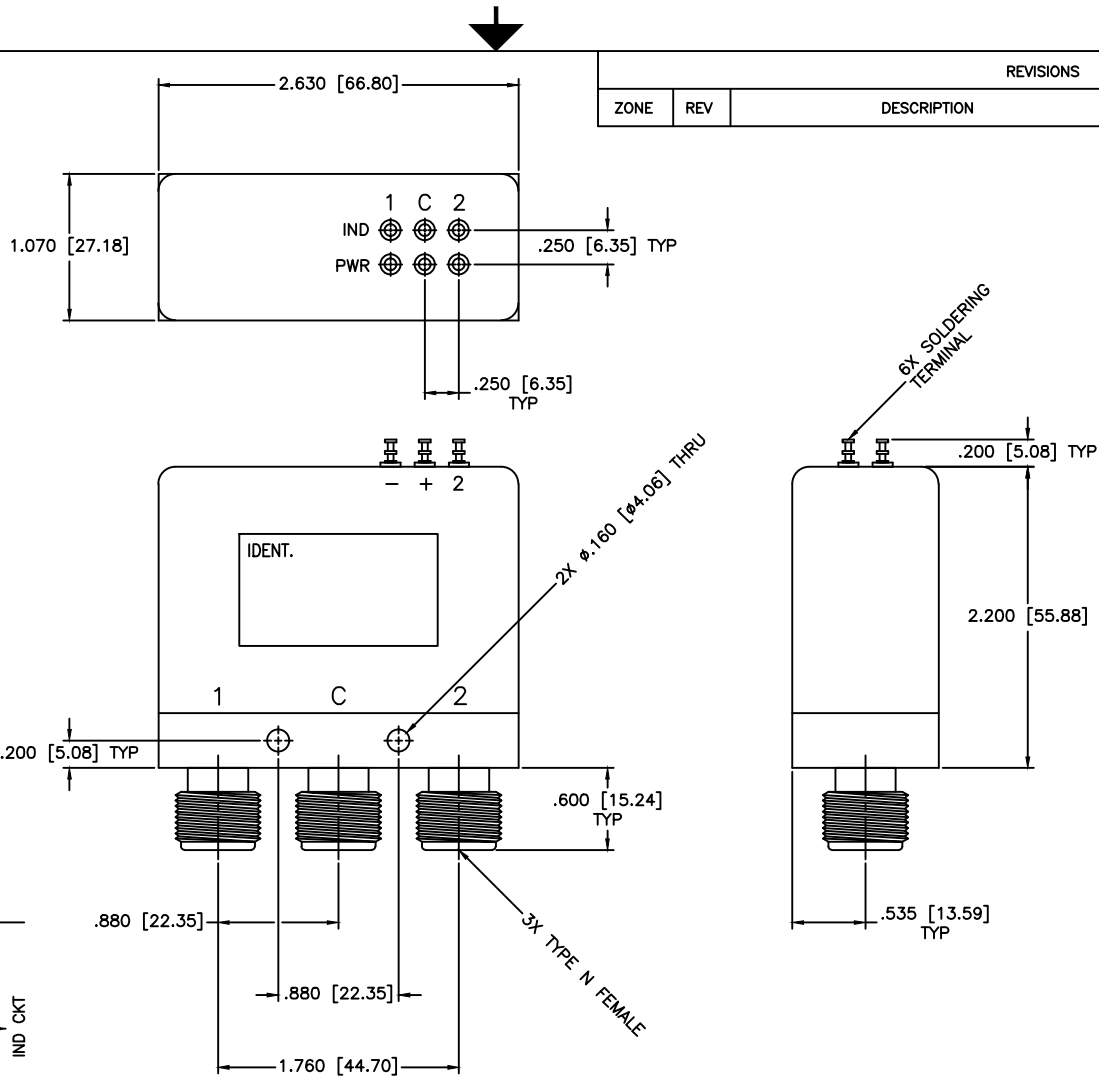 REVISIONS
ZONE REV DESCRIPTION
2.630 [66.80]
1 C 2
IND
PWR
1.070 [27.18]
.250 [6.35] TYP
.250 [6.35]
TYP
6X SOLDERING
TERMINAL
.200 [5.08] TYP
- + 2
IDENT.
2X ø.160 [ø4.06] THRU
2.200 [55.88]
1 C 2
.200 [5.08] TYP
.600 [15.24]
TYP
.880 [22.35]
3X TYPE N FEMALE
.535 [13.59]
TYP
.880 [22.35]
IND CKT
1.760 [44.70]